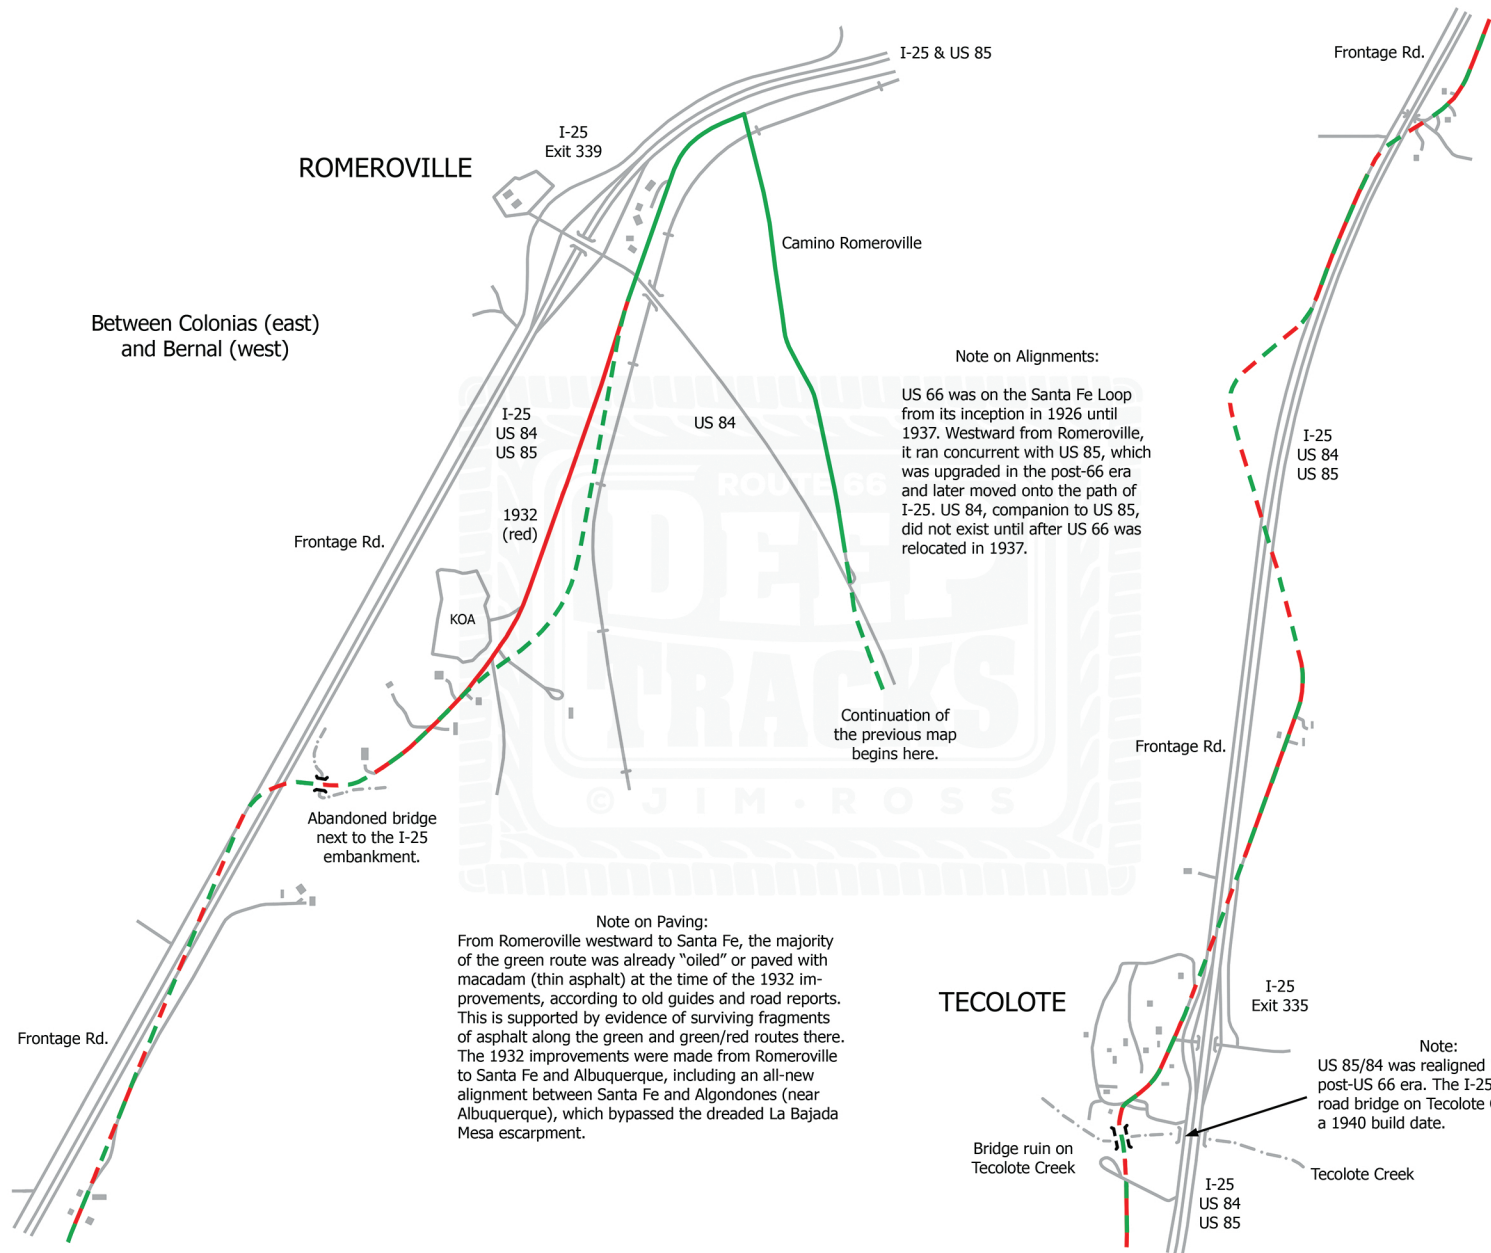 I-25 & US 85
I-25
Exit 339
ROMEROVILLE
Camino Romeroville
Between Colonias (east)
and Bernal (west)
I-25
US 84
US 85
US 84
1932
(red)
Frontage Rd.
KOA
Note on Alignments:
US 66 was on the Santa Fe Loop
from its inception in 1926 until
1937. Westward from Romeroville,
it ran concurrent with US 85, which
was upgraded in the post-66 era
and later moved onto the path of
I-25. US 84, companion to US 85,
did not exist until after US 66 was
relocated in 1937.
ROUTE 66
DEEP
TRACKS
© JIM · ROSS
Continuation of
the previous map
begins here.
Abandoned bridge
next to the I-25
embankment.
Frontage Rd.
Note on Paving:
From Romeroville westward to Santa Fe, the majority
of the green route was already “oiled” or paved with
macadam (thin asphalt) at the time of the 1932 im-
provements, according to old guides and road reports.
This is supported by evidence of surviving fragments
of asphalt along the green and green/red routes there.
The 1932 improvements were made from Romeroville
to Santa Fe and Albuquerque, including an all-new
alignment between Santa Fe and Algondones (near
Albuquerque), which bypassed the dreaded La Bajada
Mesa escarpment.
Frontage Rd.
I-25
US 84
US 85
Frontage Rd.
TECOLOTE
I-25
Exit 335
Note:
US 85/84 was realigned
post-US 66 era. The I-25
road bridge on Tecolote
a 1940 build date.
Bridge ruin on
Tecolote Creek
Tecolote Creek
I-25
US 84
US 85